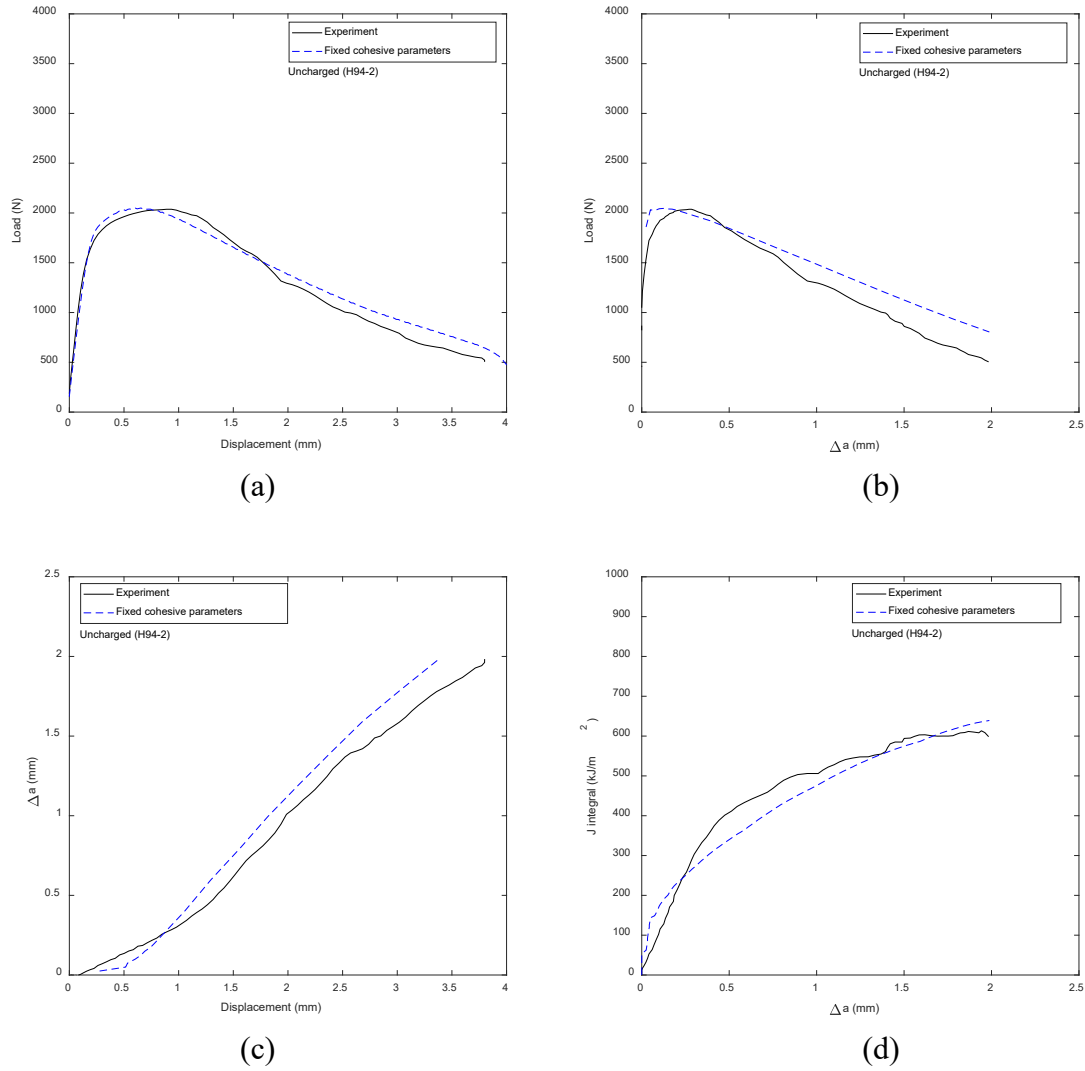 4000
3500
3000
2500
2000
1500
1000
500
0
Load (N)
Experiment
Fixed cohesive parameters
Uncharged (H94-2)
0 0.5 1 1.5 2 2.5 3 3.5 4
Displacement (mm)
(a)
4000
3500
3000
2500
2000
1500
1000
500
0
Load (N)
Experiment
Fixed cohesive parameters
Uncharged (H94-2)
0 0.5 1 1.5 2 2.5
Δa (mm)
(b)
2.5
2
1.5
1
0.5
0
Δa (mm)
Experiment
Fixed cohesive parameters
Uncharged (H94-2)
0 0.5 1 1.5 2 2.5 3 3.5 4
Displacement (mm)
(c)
1000
900
800
700
600
500
400
300
200
100
0
J integral (kJ/m 2 )
Experiment
Fixed cohesive parameters
Uncharged (H94-2)
0 0.5 1 1.5 2 2.5
Δa (mm)
(d)